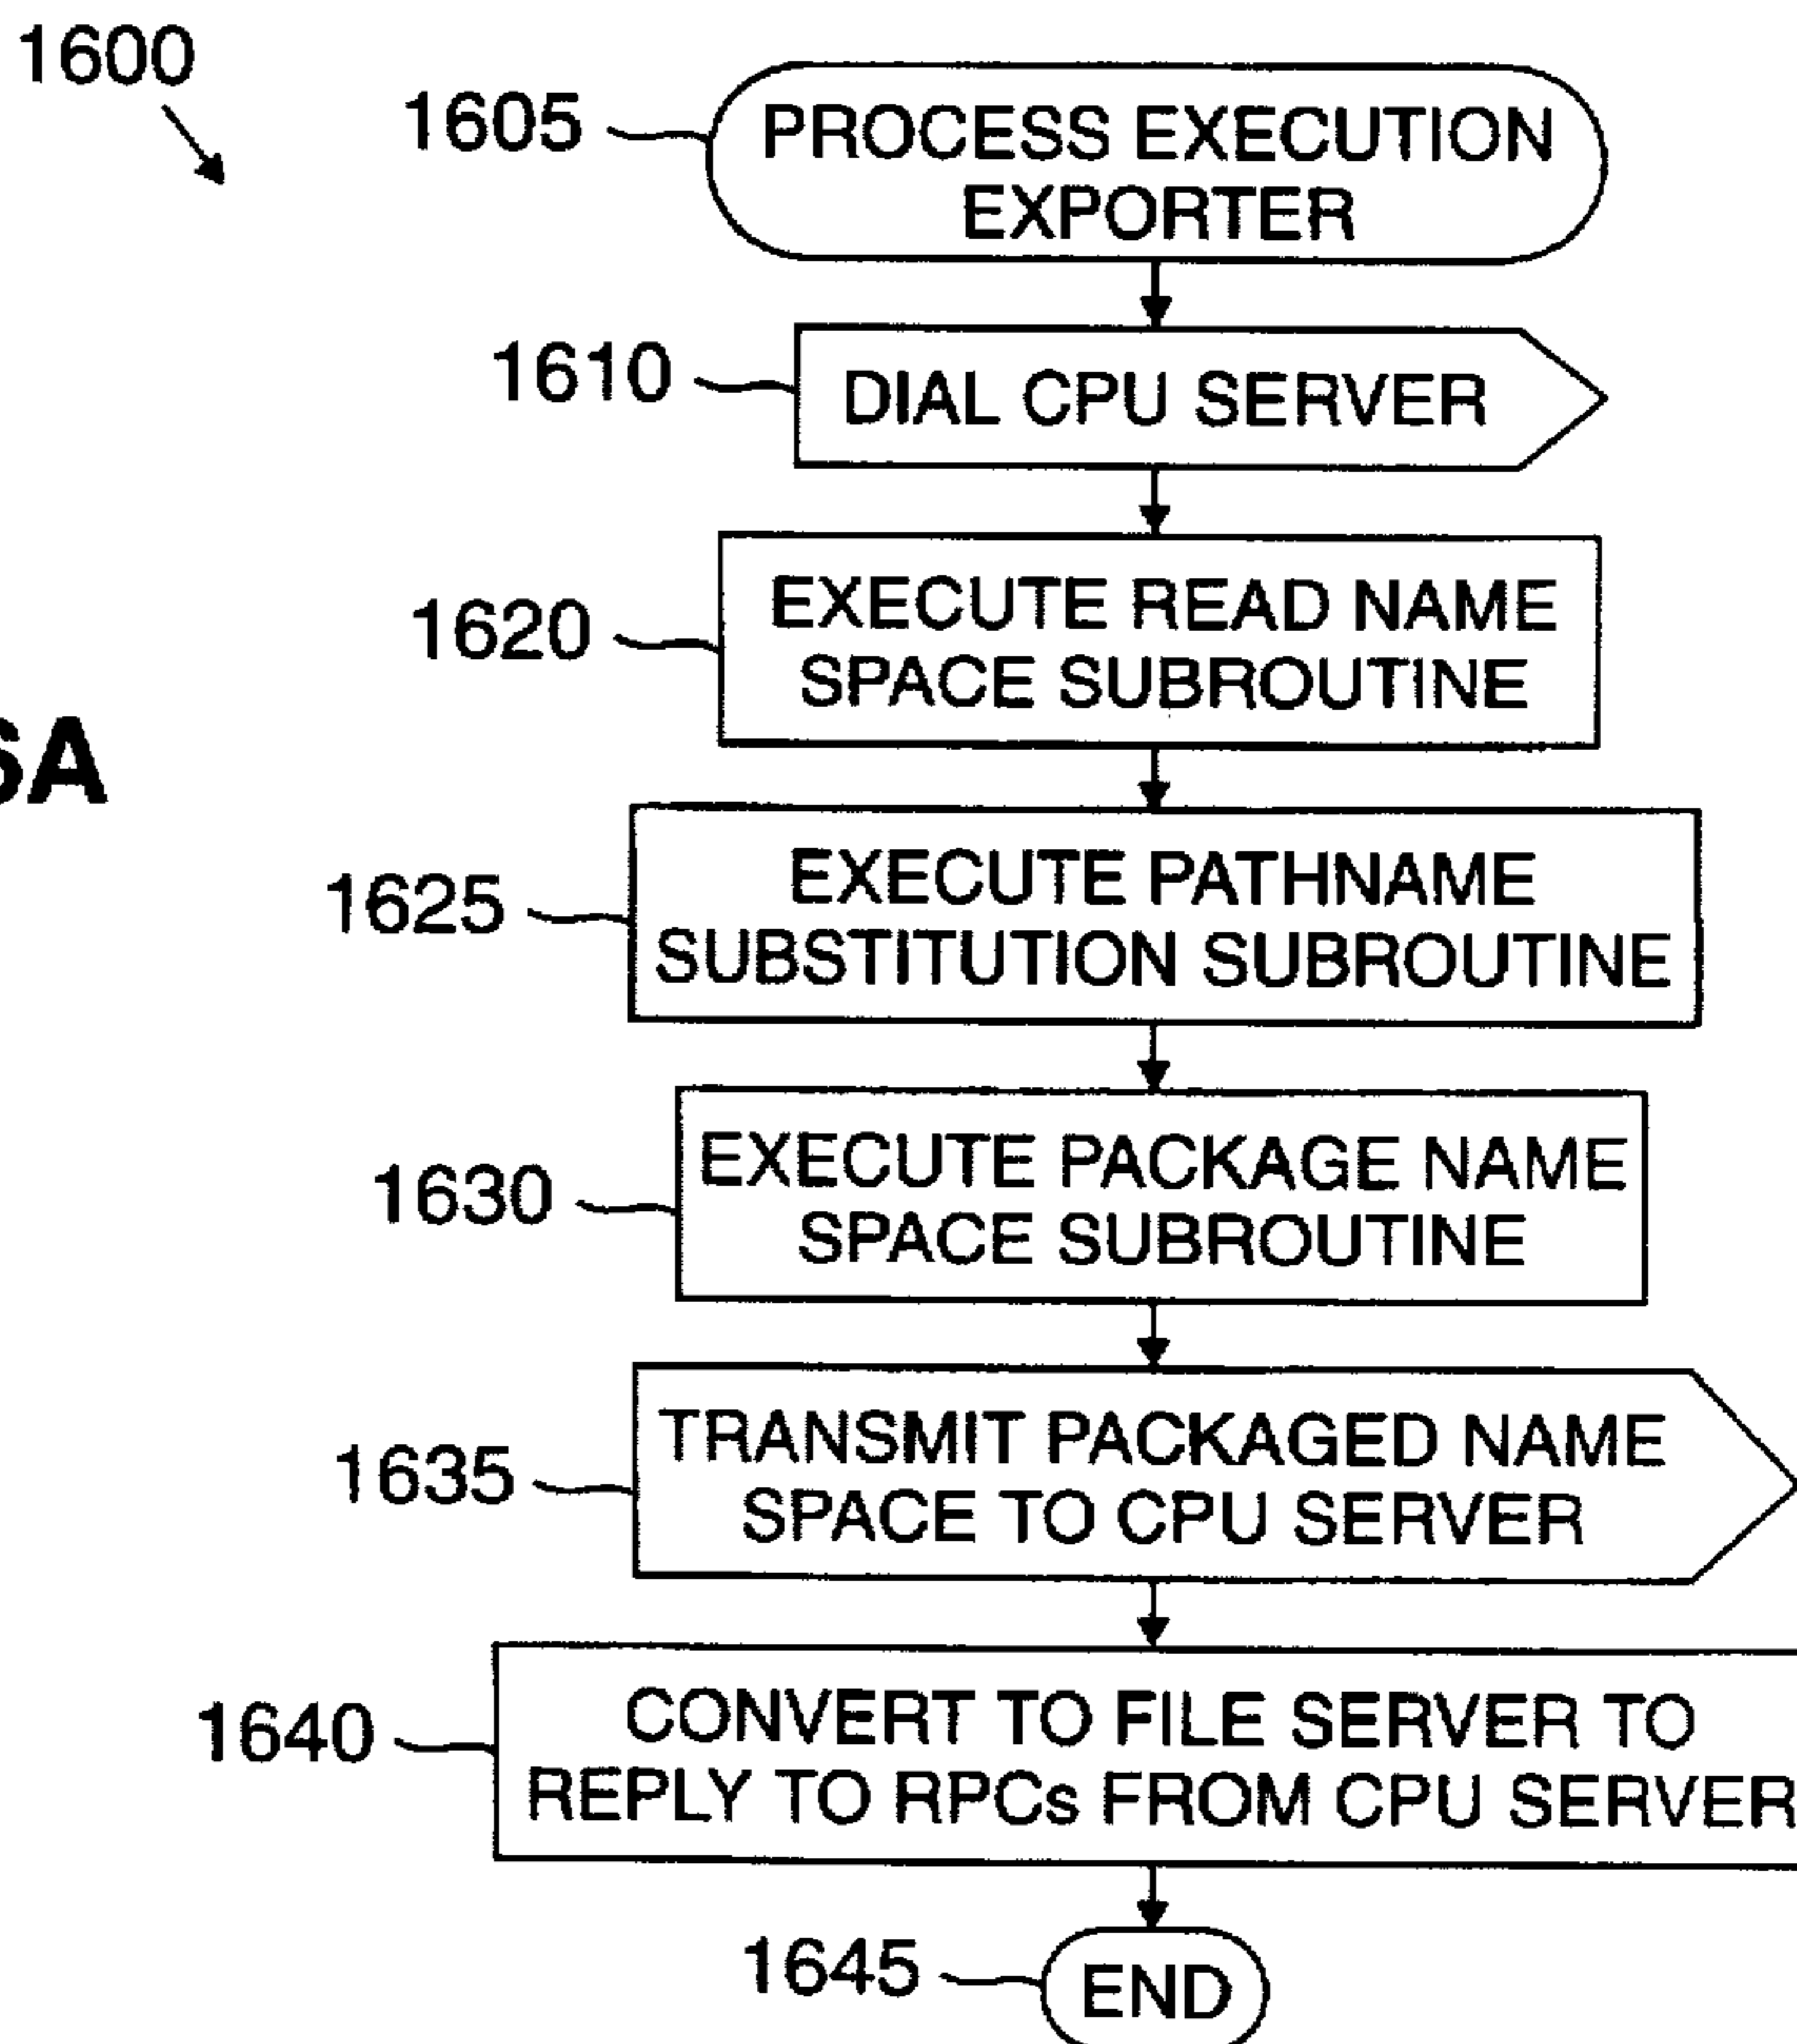 1600
1605
PROCESS EXECUTION
EXPORTER
1610
DIAL CPU SERVER
1620
EXECUTE READ NAME
SPACE SUBROUTINE
6A
1625
EXECUTE PATHNAME
SUBSTITUTION SUBROUTINE
1630
EXECUTE PACKAGE NAME
SPACE SUBROUTINE
1635
TRANSMIT PACKAGED NAME
SPACE TO CPU SERVER
1640
CONVERT TO FILE SERVER TO
REPLY TO RPCs FROM CPU SERVER
1645
END